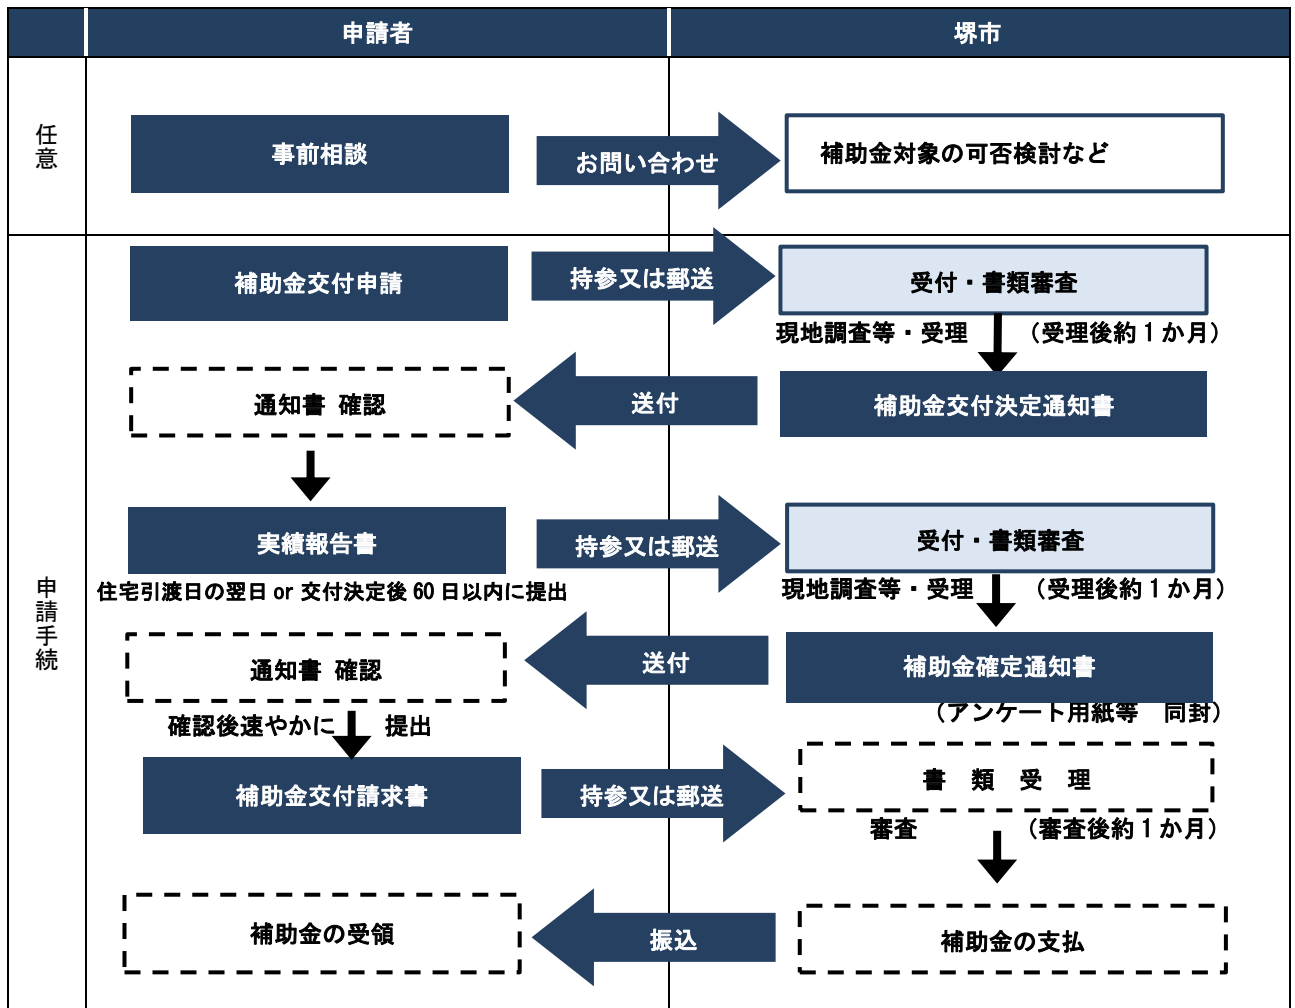 申請者
堺市
任意
事前相談
お問い合わせ
補助金対象の可否検討など
申請手続
補助金交付申請
持参又は郵送
受付・書類審査
現地調査等・受理 （受理後約1か月）
補助金交付決定通知書
送付
通知書 確認
実績報告書
住宅引渡日の翌日 or 交付決定後 60 日以内に提出
持参又は郵送
受付・書類審査
現地調査等・受理 （受理後約1か月）
補助金確定通知書
（アンケート用紙等 同封）
送付
通知書 確認
確認後速やかに 提出
補助金交付請求書
持参又は郵送
書 類 受 理
審査 （審査後約1か月）
補助金の支払
振込
補助金の受領